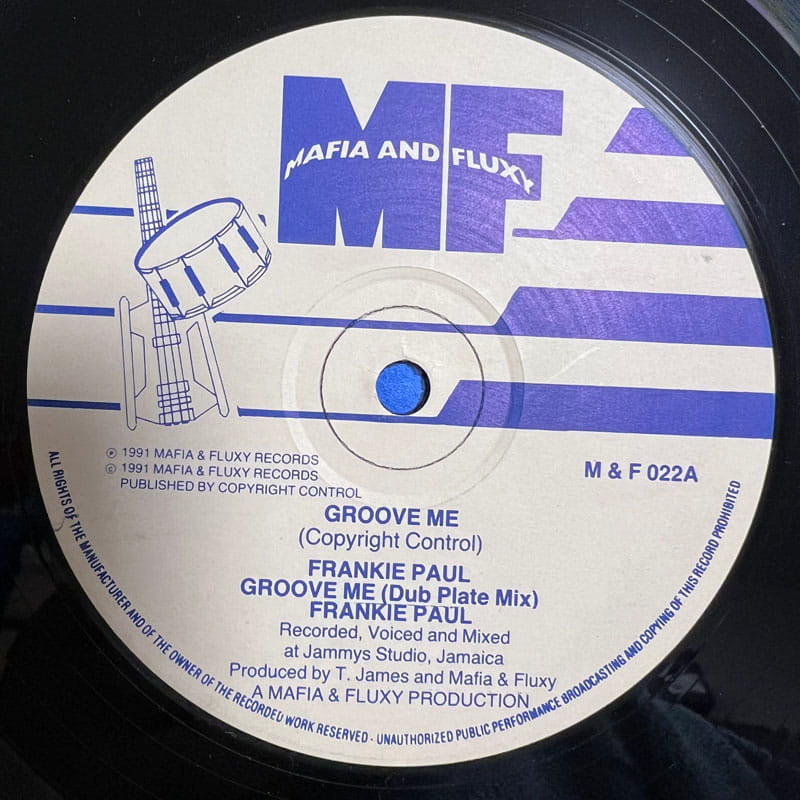 MF
MAFIA AND FLUXY
℗ 1991 MAFIA & FLUXY RECORDS
© 1991 MAFIA & FLUXY RECORDS
PUBLISHED BY COPYRIGHT CONTROL
M & F 022A
GROOVE ME
(Copyright Control)
FRANKIE PAUL
GROOVE ME (Dub Plate Mix)
FRANKIE PAUL
Recorded, Voiced and Mixed
at Jammys Studio, Jamaica
Produced by T. James and Mafia & Fluxy
A MAFIA & FLUXY PRODUCTION
ALL RIGHTS OF THE MANUFACTURER AND OF THE OWNER OF THE RECORDED WORK RESERVED - UNAUTHORIZED PUBLIC PERFORMANCE BROADCASTING AND COPYING OF THIS RECORD PROHIBITED